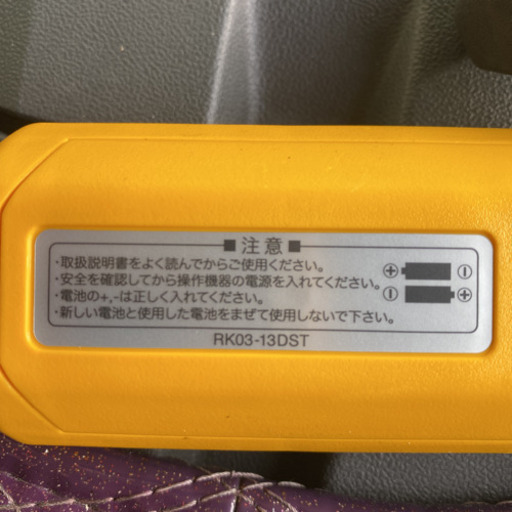 ■注意■
・取扱説明書をよく読んでからご使用ください。
・安全を確認してから操作機器の電源を入れてください。
・電池の+,-は正しく入れてください。
・新しい電池と使用した電池をまぜて使用しないで下さい。
RK03-13DST